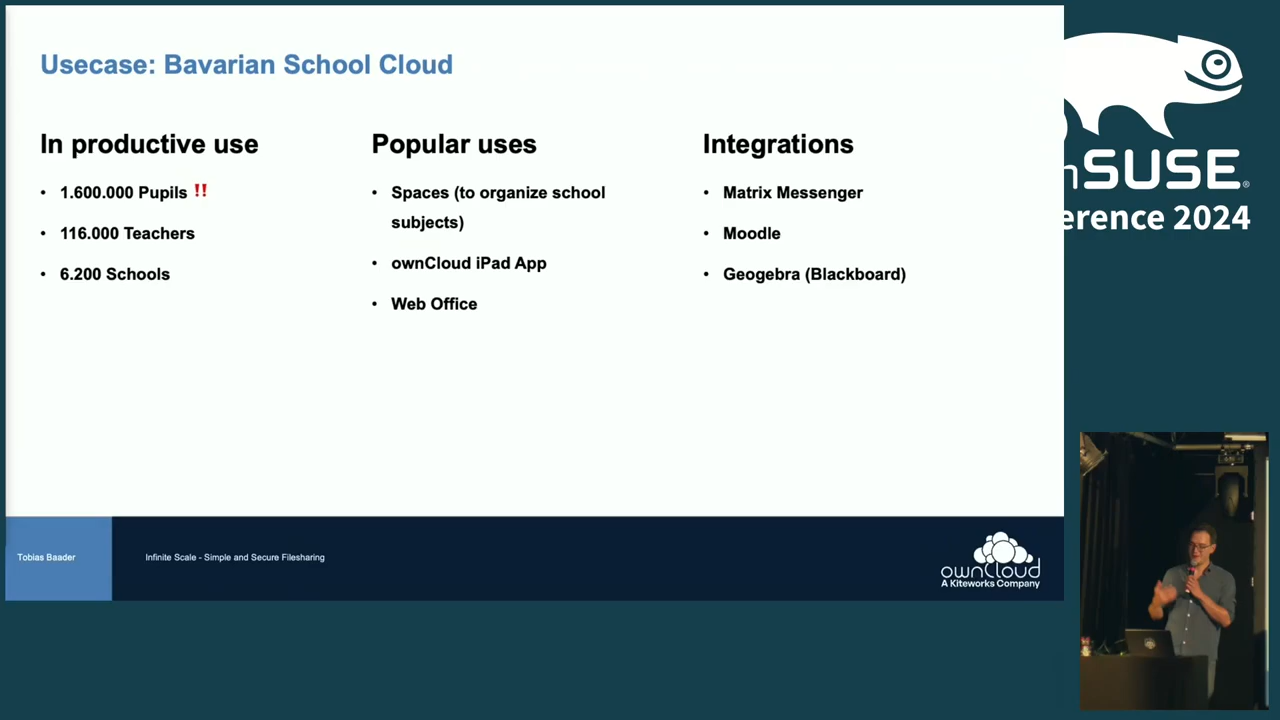 Usecase: Bavarian School Cloud
In productive use
• 1.600.000 Pupils ‼
• 116.000 Teachers
• 6.200 Schools
Popular uses
• Spaces (to organize school
subjects)
• ownCloud iPad App
• Web Office
Integrations
• Matrix Messenger
• Moodle
• Geogebra (Blackboard)
Tobias Baader
Infinite Scale - Simple and Secure Filesharing
ownCloud
A Kiteworks Company
nSUSE®
erence 2024